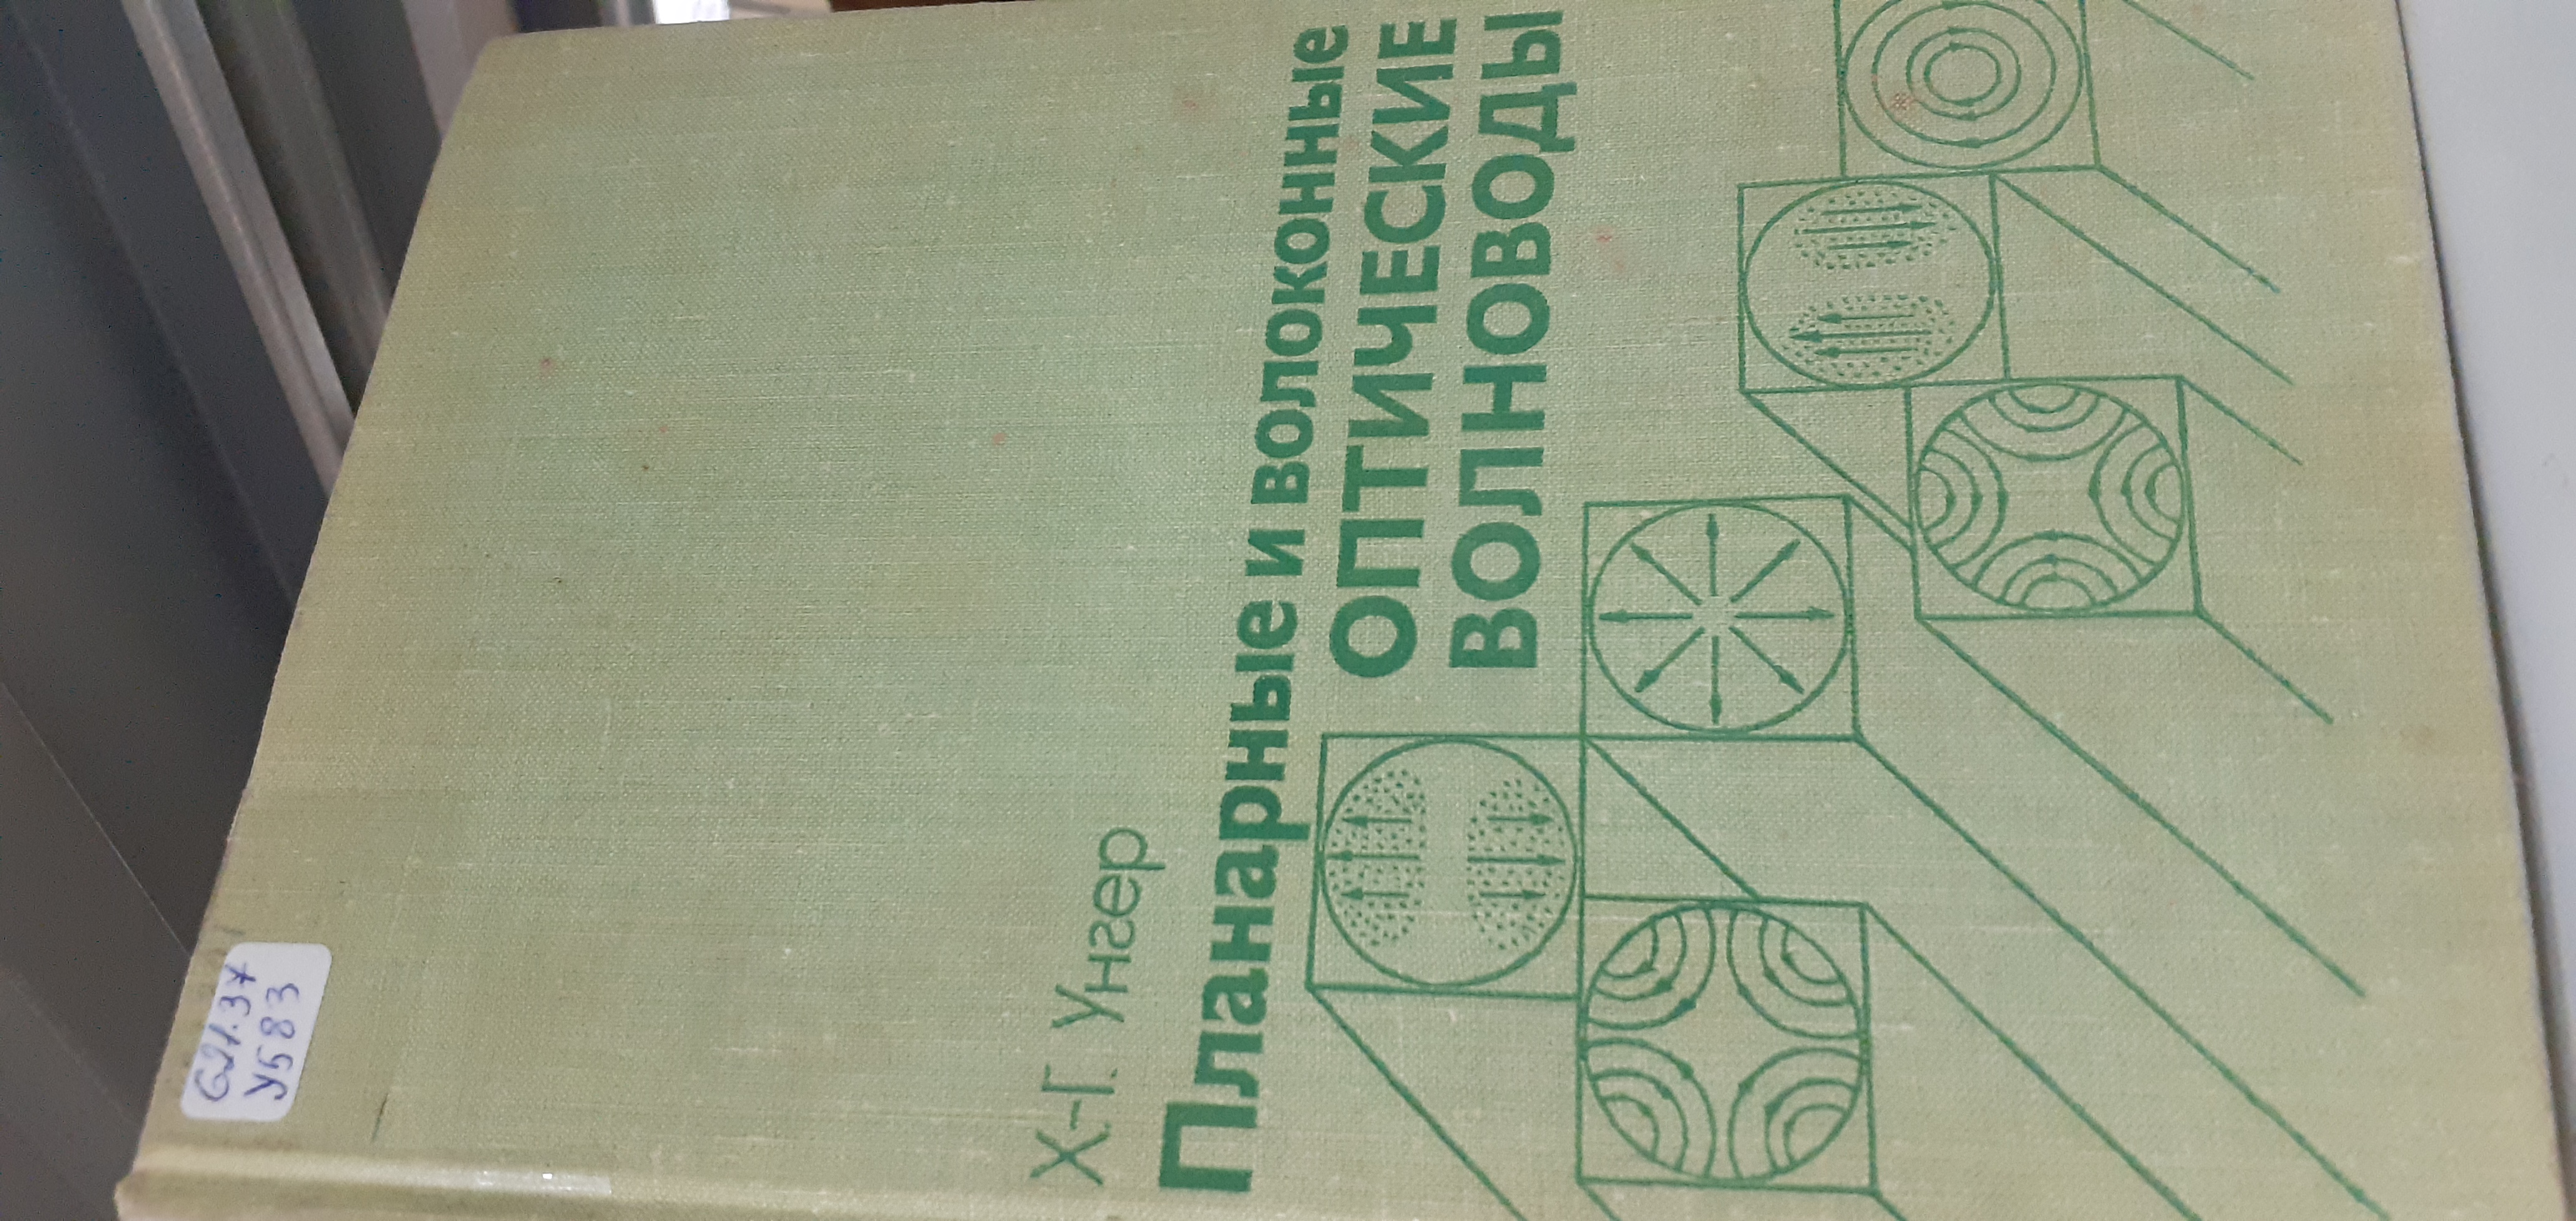 621.37
У583
Х.-Г. Унгер
Планарные и волоконные
ОПТИЧЕСКИЕ
ВОЛНОВОДЫ